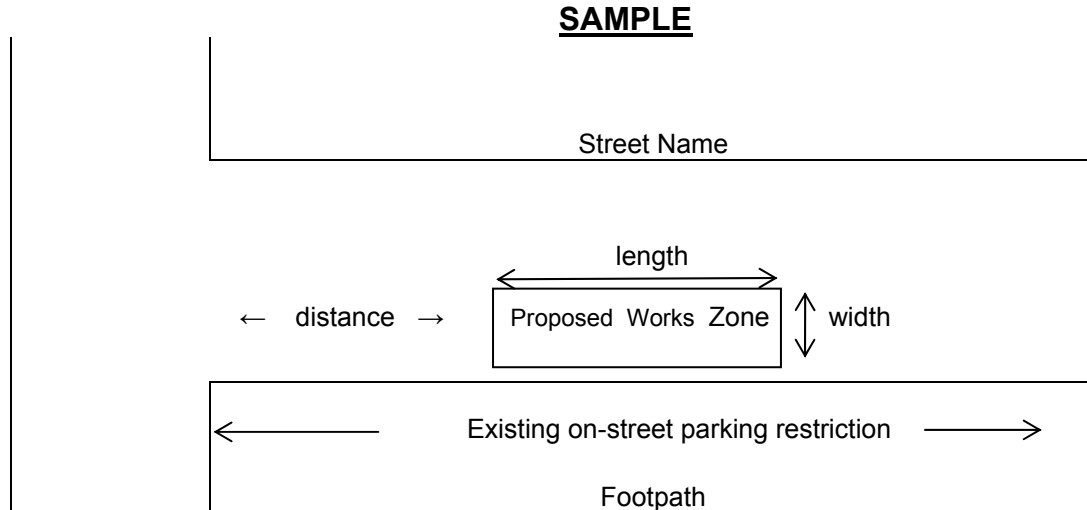 SAMPLE
Street Name
length
← distance → Proposed Works Zone width
Existing on-street parking restriction
Footpath